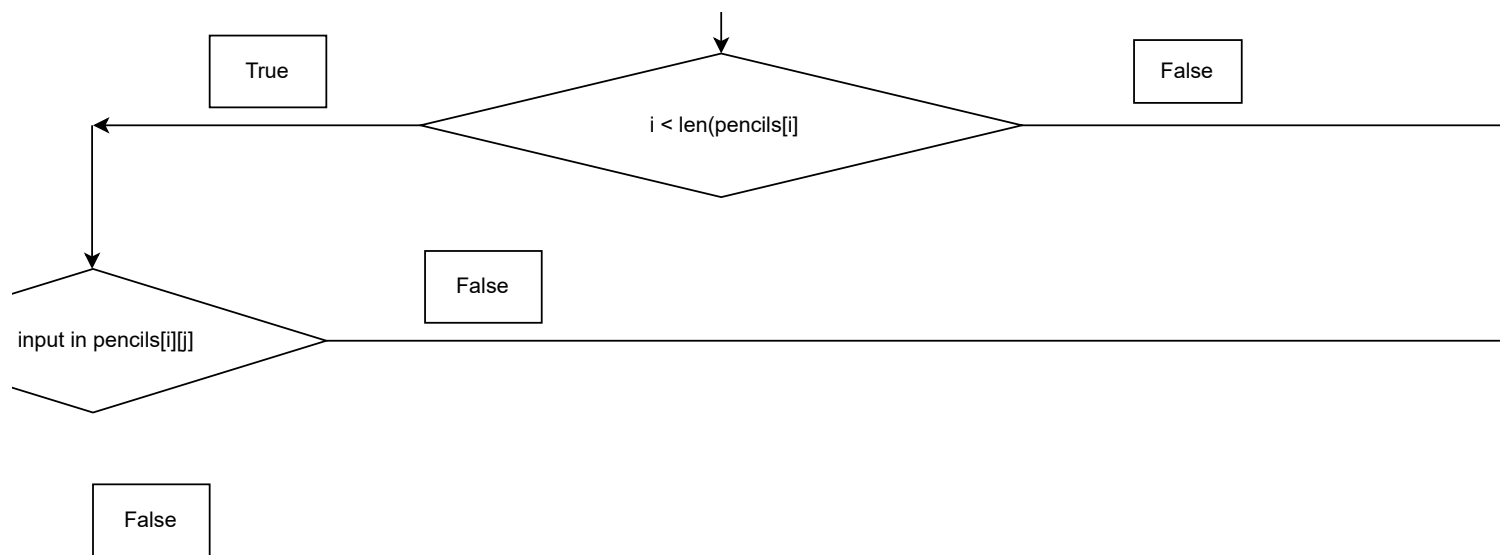 True
False
i < len(pencils[i]
False
input in pencils[i][j]
False